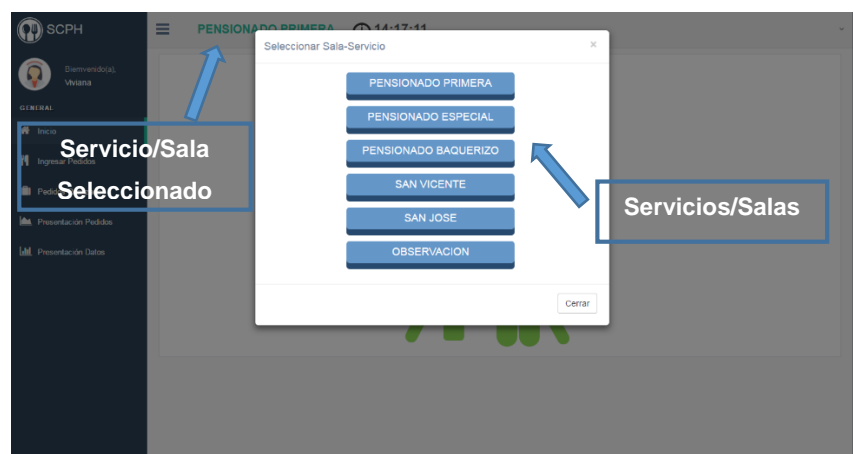 SCPH
PENSIONADO PRIMERA 14:17:11
Seleccionar Sala-Servicio ×
Bienvenido(a),
Viviana
PENSIONADO PRIMERA
GENERAL
PENSIONADO ESPECIAL
Inicio
Servicio/Sala
Seleccionado
PENSIONADO BAQUERIZO
Ingresar Pedidos
SAN VICENTE
Servicios/Salas
SAN JOSE
Presentación Pedidos
OBSERVACION
Presentación Datos
Cerrar